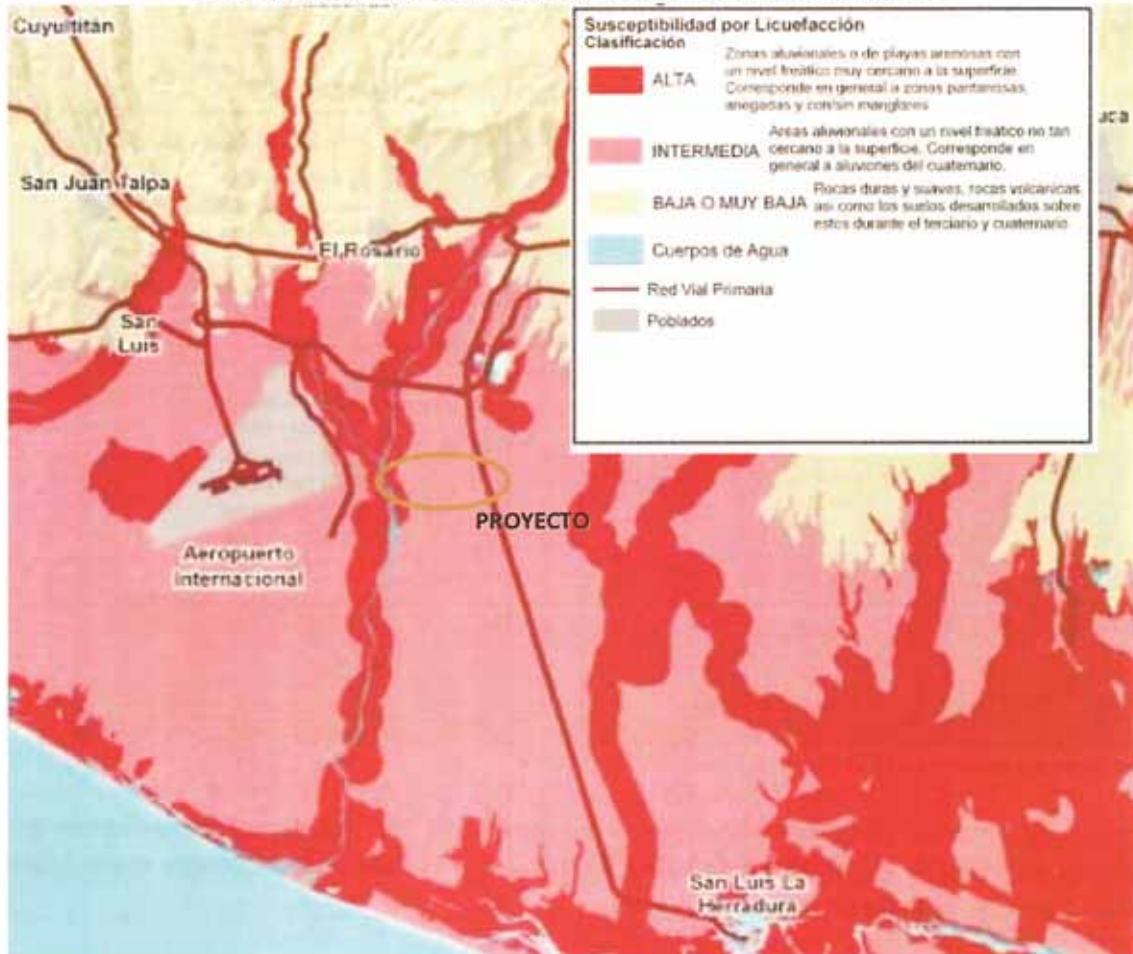 Cuyultitán
San Juan Talpa
El Rosario
San
Luis
Aeropuerto
Internacional
PROYECTO
San Luis La
Herradura
uca
Susceptibilidad por Licuefacción
Clasificación
ALTA
Zonas aluvionales o de playas arenosas con
un nivel freático muy cercano a la superficie.
Corresponde en general a zonas pantanosas,
anegadas y con/sin manglares
INTERMEDIA
Areas aluvionales con un nivel freático no tan
cercano a la superficie. Corresponde en
general a aluviones del cuaternario.
BAJA O MUY BAJA
Rocas duras y suaves, rocas volcanicas
asi como los suelos desarrollados sobre
estos durante el terciario y cuaternario
Cuerpos de Agua
Red Vial Primaria
Poblados